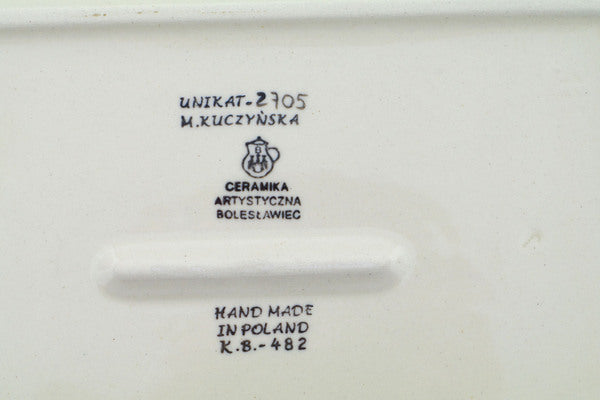 UNIKAT-2705
M.KUCZYŃSKA
CERAMIKA
ARTYSTYCZNA
BOLESŁAWIEC
HAND MADE
IN POLAND
K.B.-482